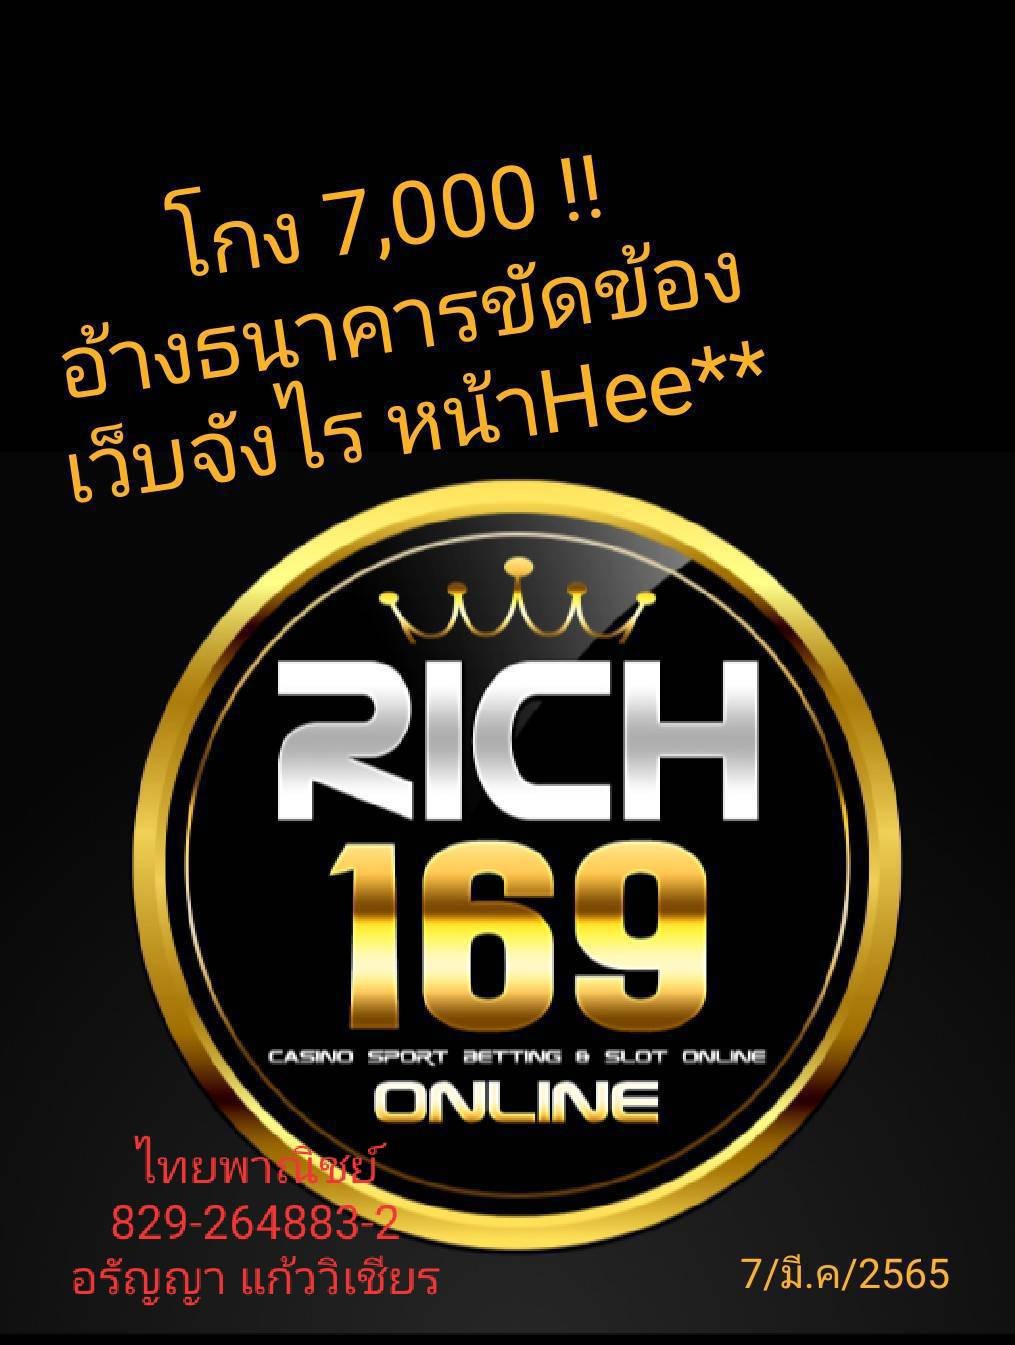 โกง 7,000 !!
อ้างธนาคารขัดข้อง
เว็บจังไร หน้าHee**
RICH
169
CASINO SPORT BETTING & SLOT ONLINE
ONLINE
ไทยพาณิชย์
829-264883-2
อรัญญา แก้ววิเชียร
7/มี.ค/2565